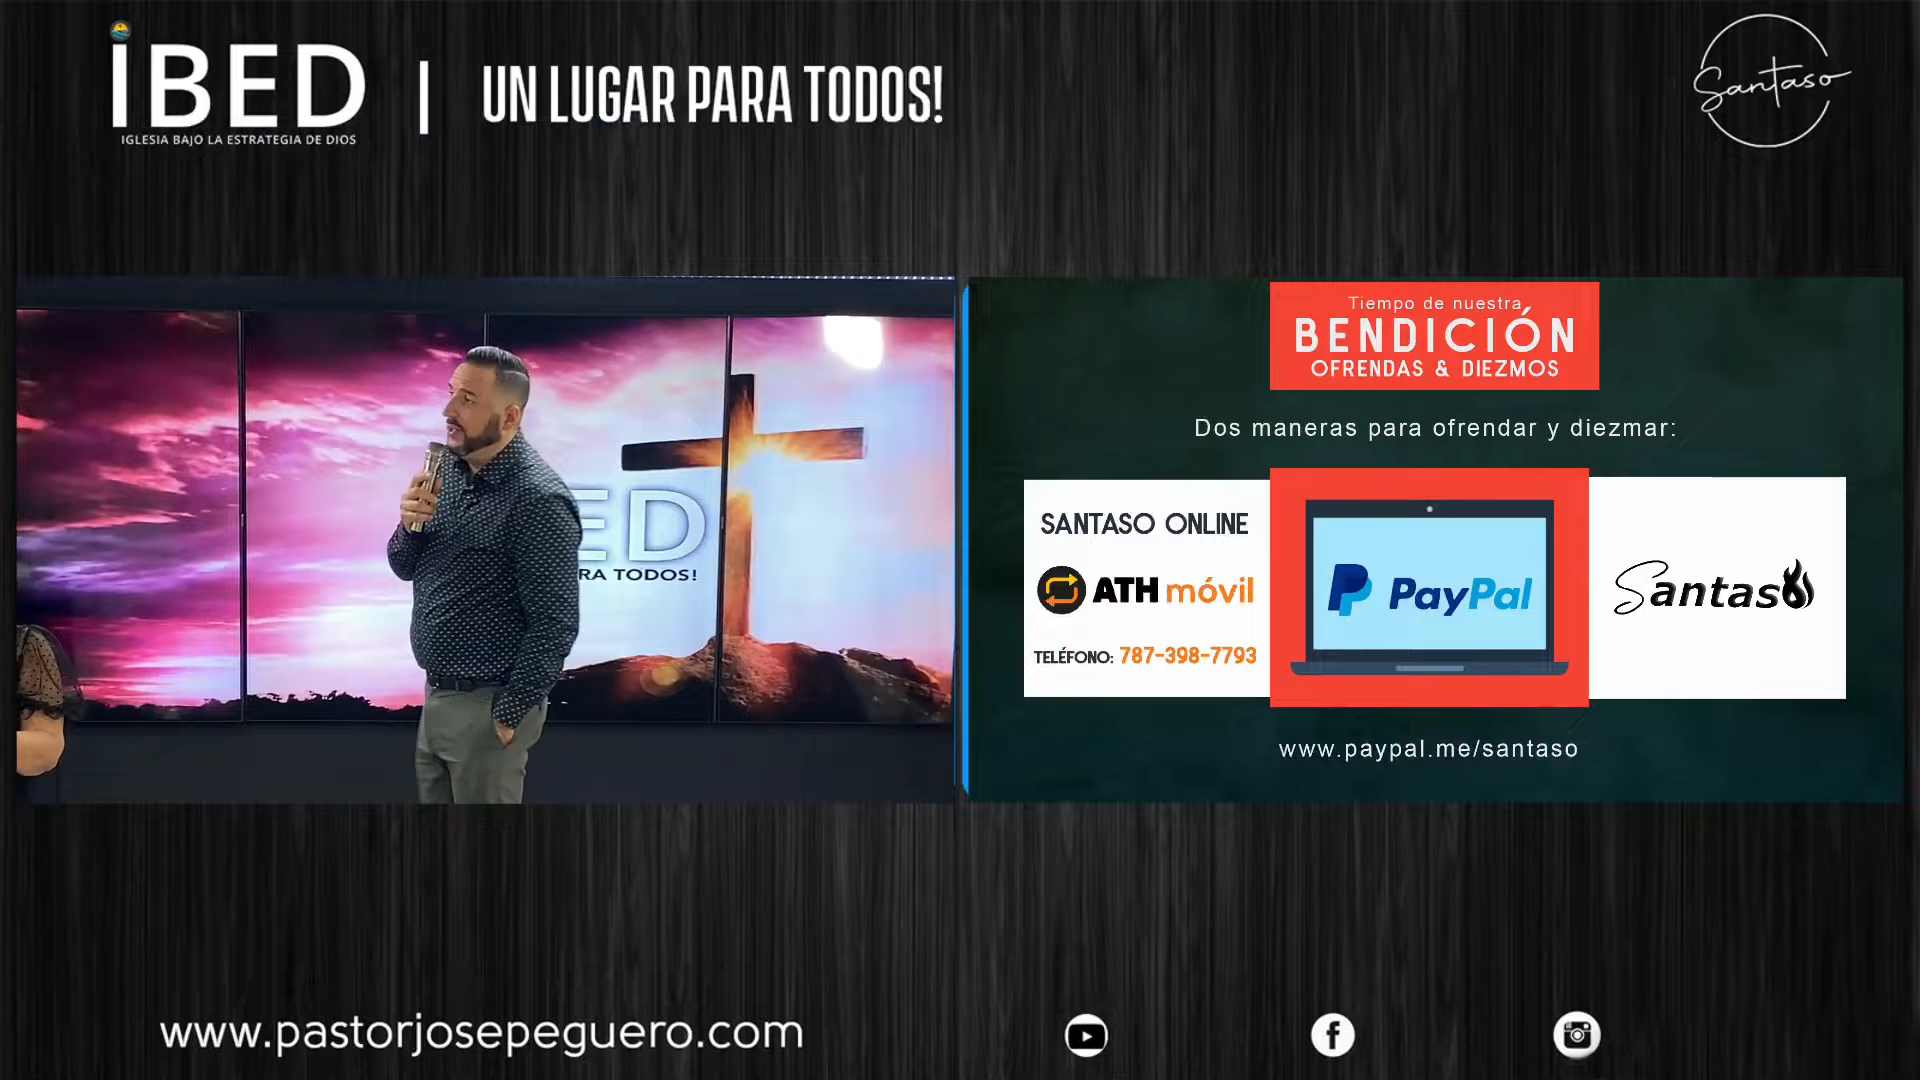 İBED
IGLESIA BAJO LA ESTRATEGIA DE DIOS
UN LUGAR PARA TODOS!
Santaso
ED
RA TODOS!
Tiempo de nuestra
BENDICIÓN
OFRENDAS & DIEZMOS
Dos maneras para ofrendar y diezmar:
SANTASO ONLINE
ATH móvil
TELÉFONO: 787-398-7793
PayPal
Santaso
www.paypal.me/santaso
www.pastorjosepeguero.com